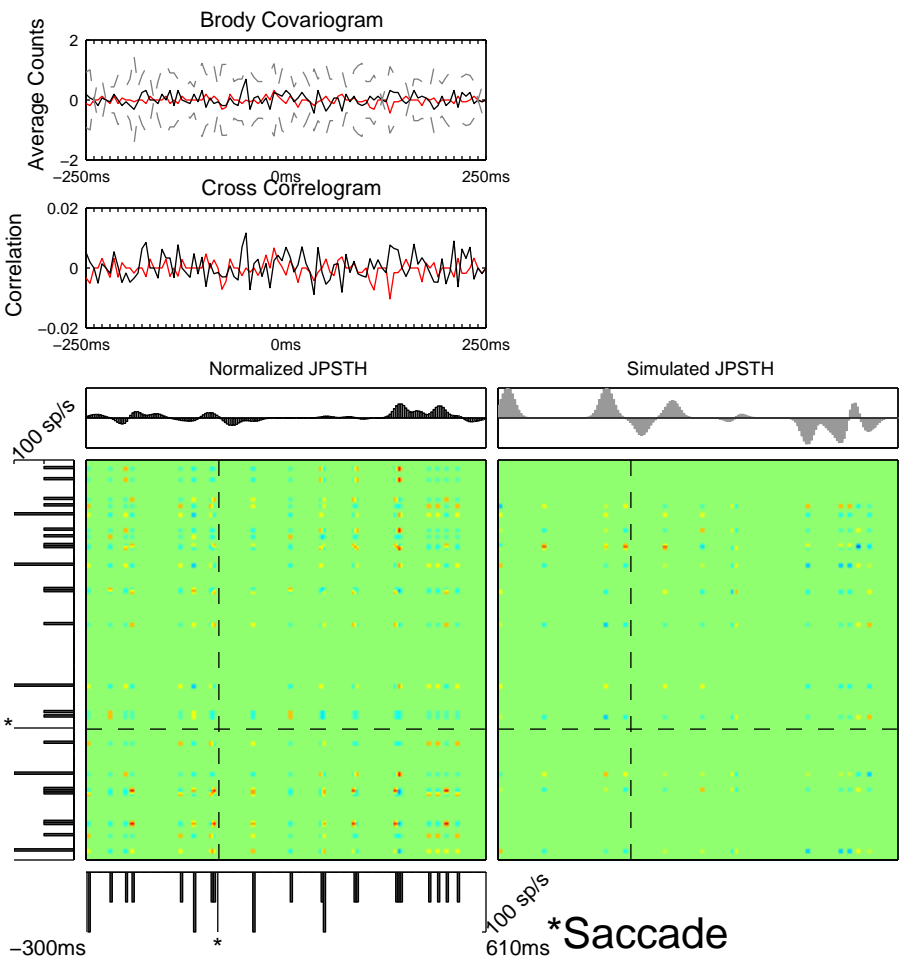 Brody Covariogram
Average Counts
2
0
−2
−250ms
0ms
250ms
Cross Correlogram
Correlation
0.02
0
−0.02
−250ms
0ms
250ms
Normalized JPSTH
Simulated JPSTH
100 sp/s
*
100 sp/s
*
−300ms
610ms
*Saccade